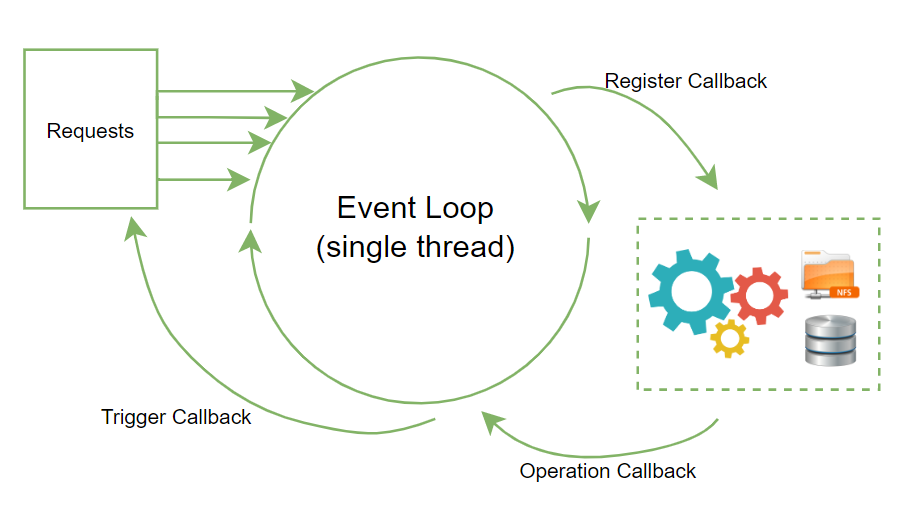 Register Callback
Requests
Event Loop
(single thread)
NFS
Trigger Callback
Operation Callback